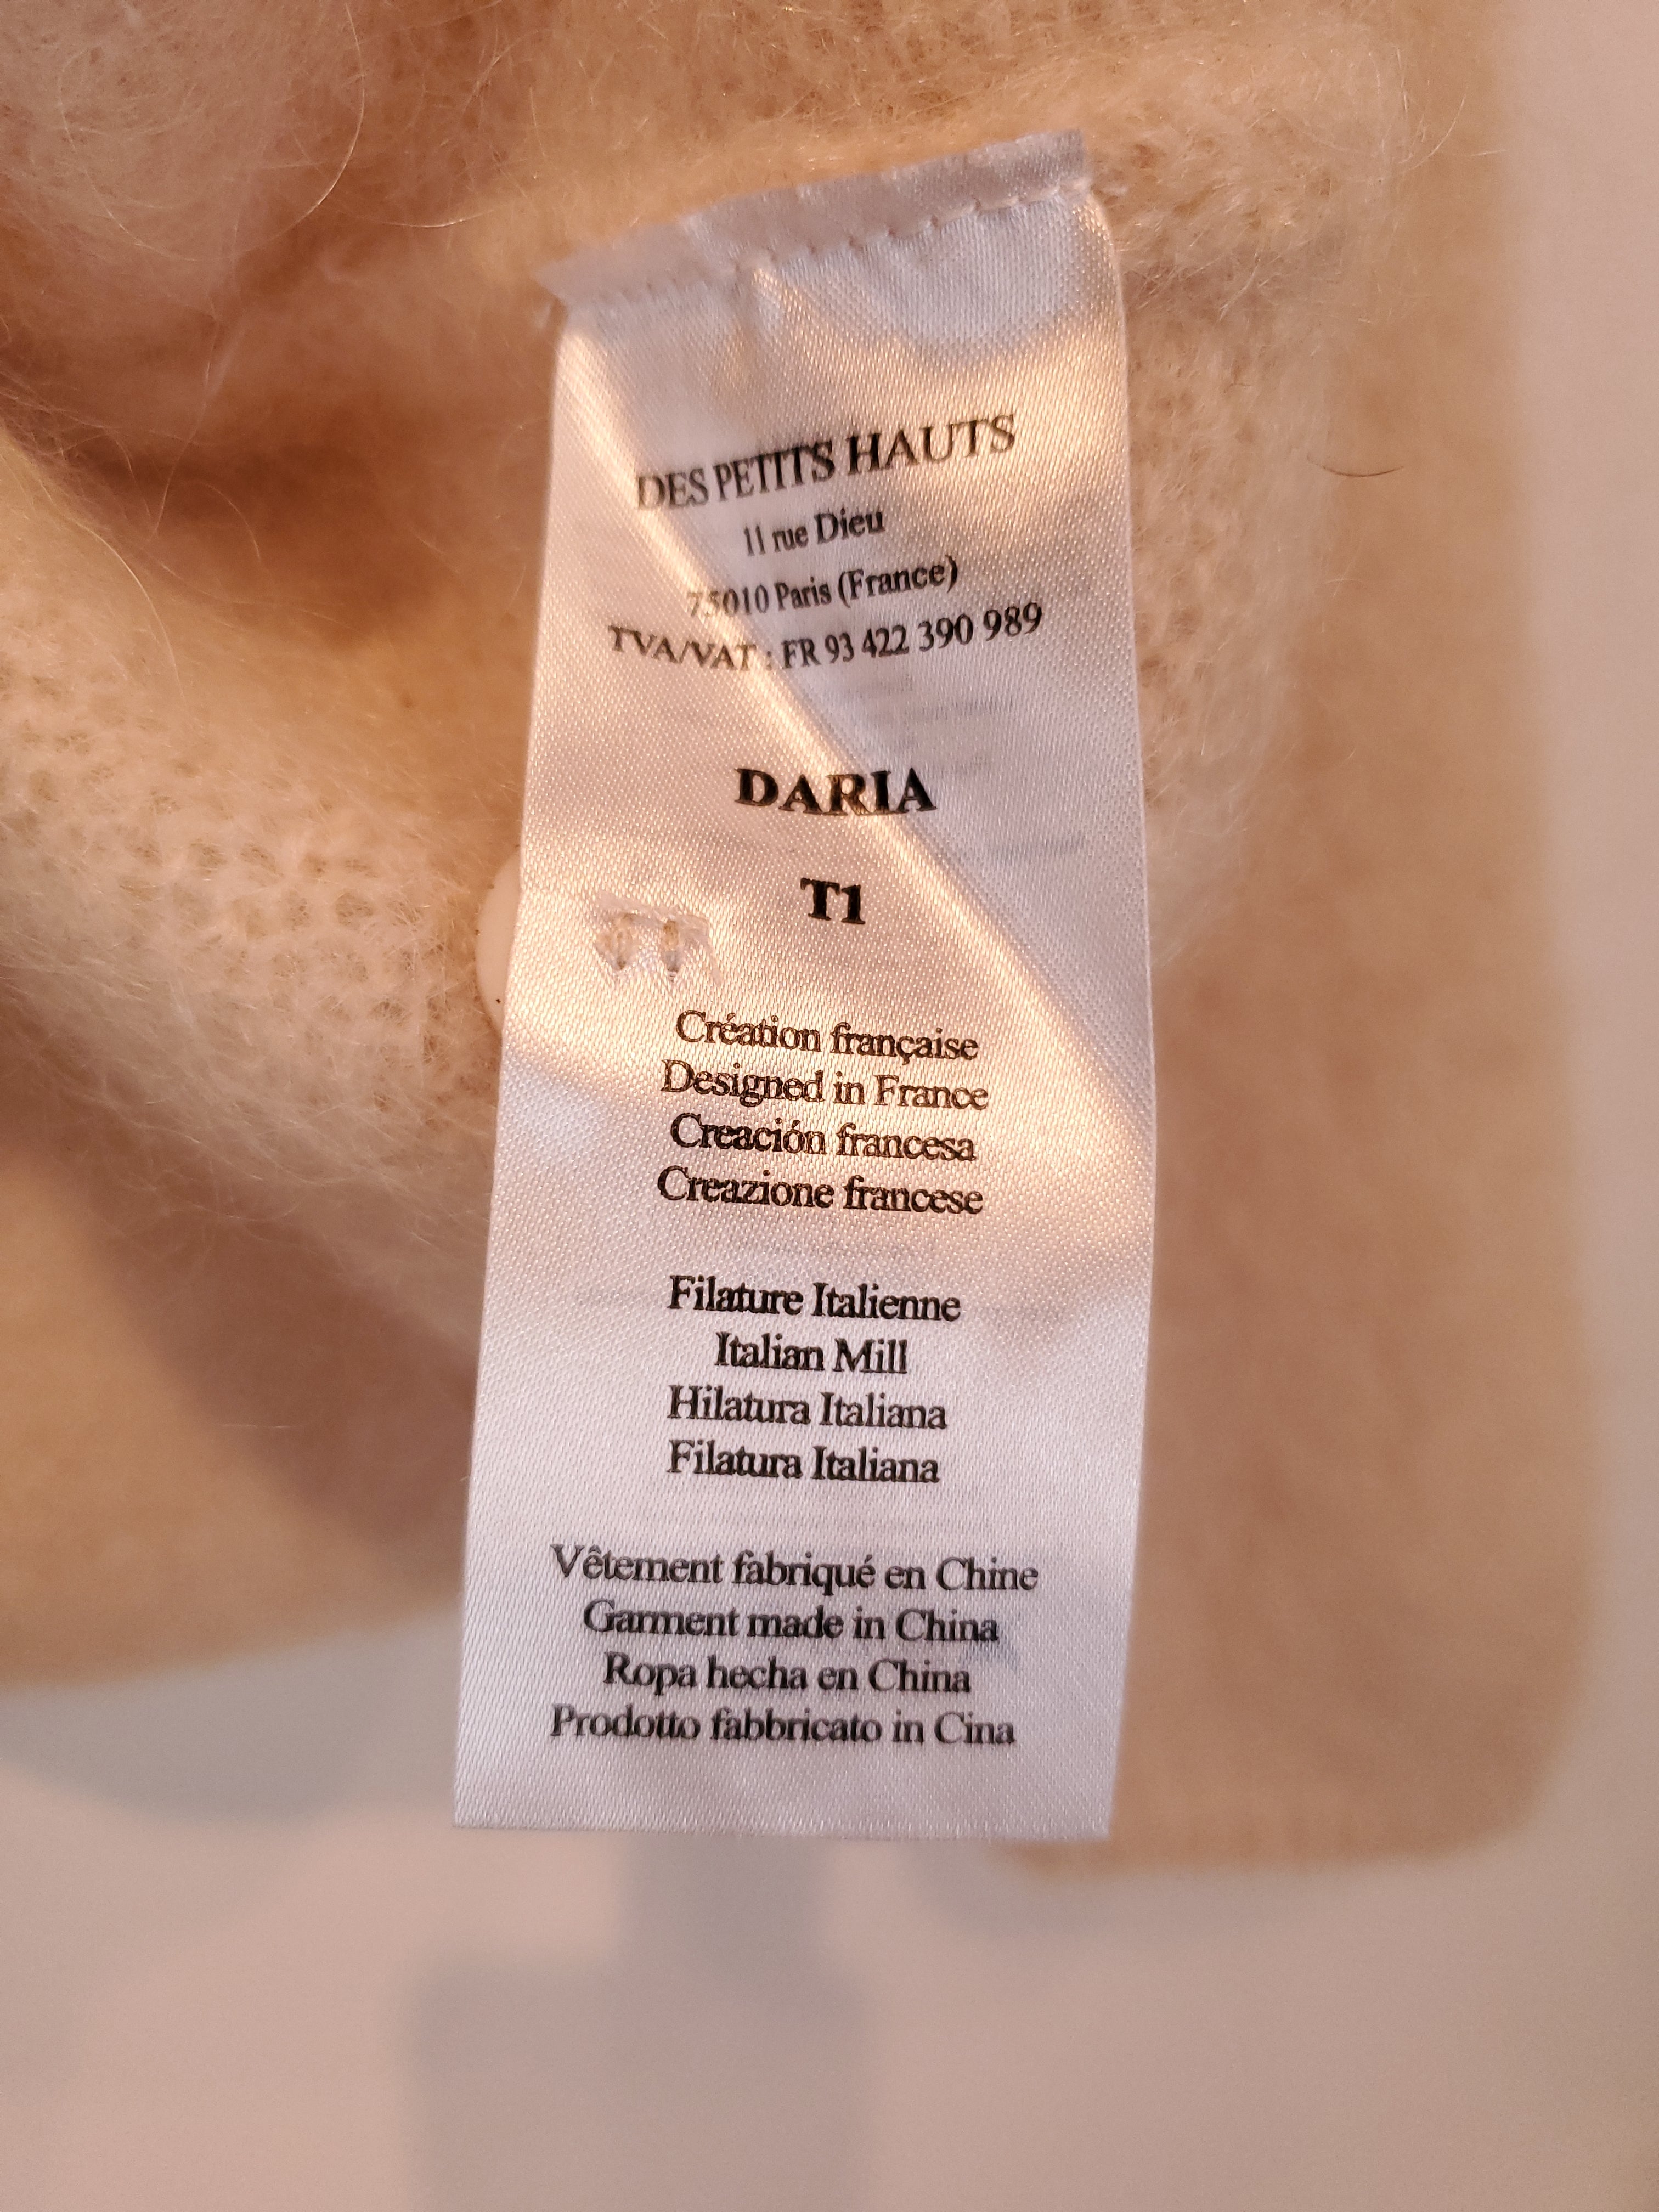 DES PETITS HAUTS
11 rue Dieu
75010 Paris (France)
TVA/VAT : FR 93 422 390 989
DARIA
T1
Création française
Designed in France
Creación francesa
Creazione francese
Filature Italienne
Italian Mill
Hilatura Italiana
Filatura Italiana
Vêtement fabriqué en Chine
Garment made in China
Ropa hecha en China
Prodotto fabbricato in Cina